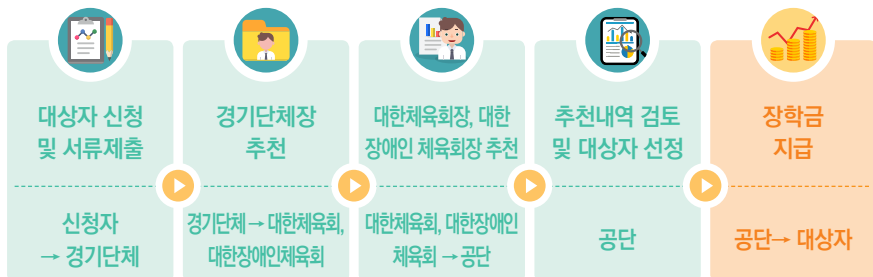 대상자 신청
및 서류제출
신청자
→ 경기단체
경기단체장
추천
경기단체→ 대한체육회,
대한장애인체육회
대한체육회장, 대한
장애인 체육회장 추천
대한체육회, 대한장애인
체육회 →공단
추천내역 검토
및 대상자 선정
공단
장학금
지급
공단→ 대상자